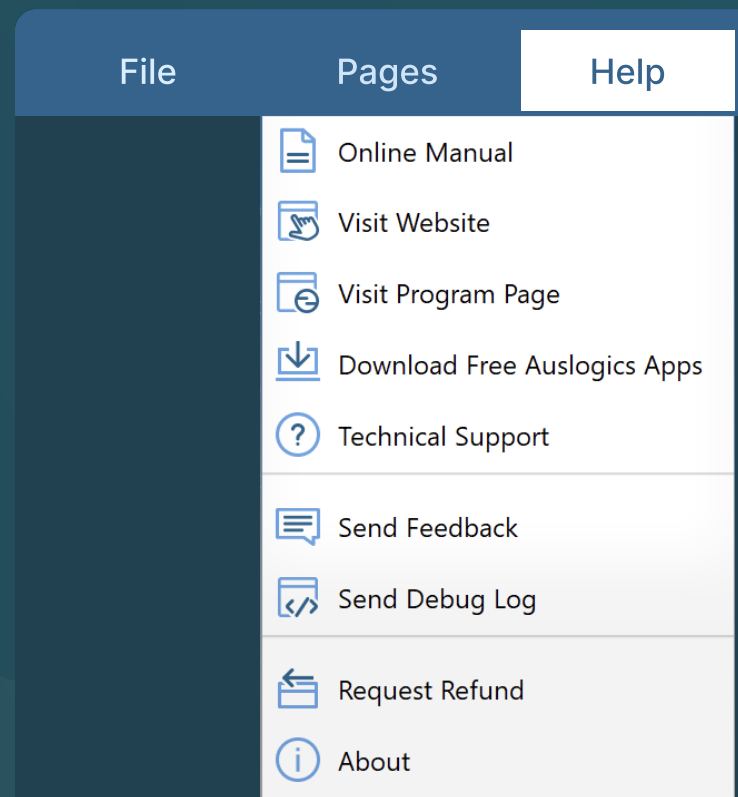 File
Pages
Help
Online Manual
Visit Website
Visit Program Page
Download Free Auslogics Apps
Technical Support
Send Feedback
Send Debug Log
Request Refund
About